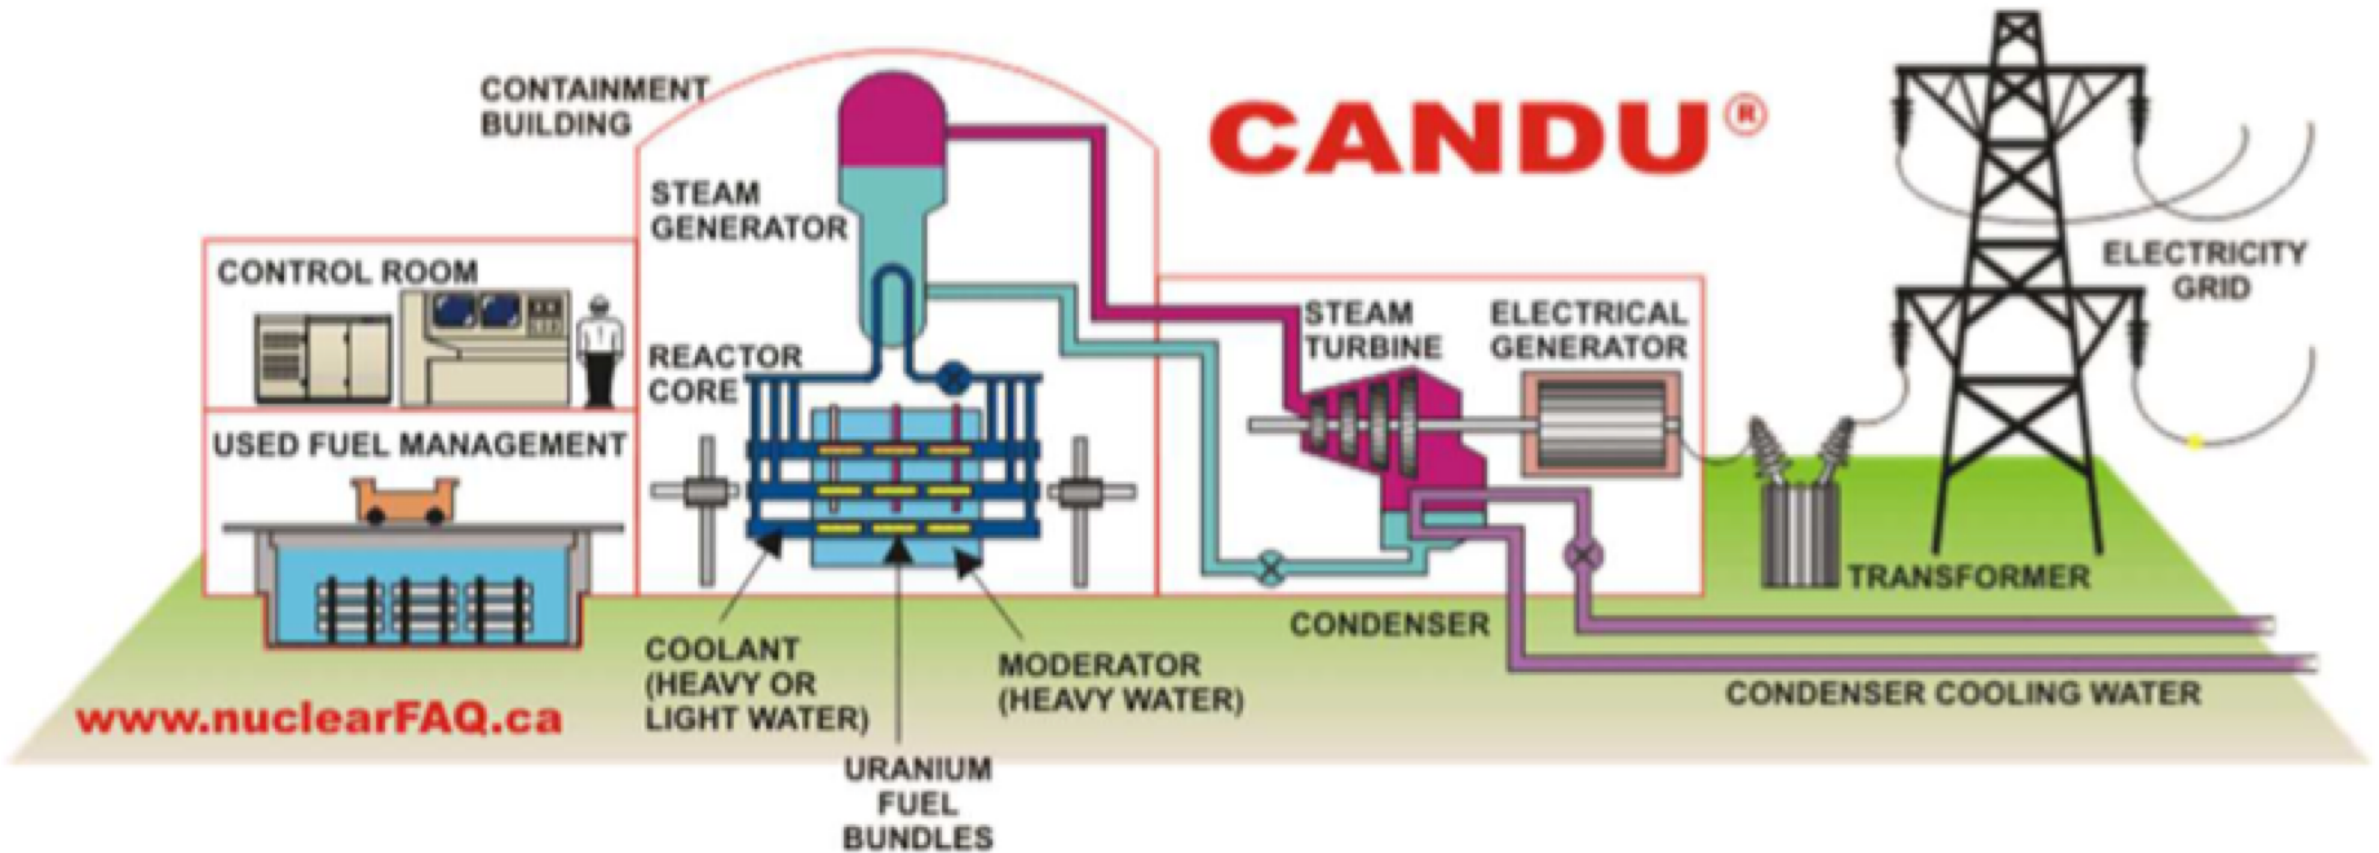 CONTAINMENT
BUILDING
CANDU®
STEAM
GENERATOR
CONTROL ROOM
ELECTRICITY
GRID
STEAM
TURBINE
ELECTRICAL
GENERATOR
REACTOR
CORE
USED FUEL MANAGEMENT
TRANSFORMER
CONDENSER
COOLANT
(HEAVY OR
LIGHT WATER)
MODERATOR
(HEAVY WATER)
CONDENSER COOLING WATER
www.nuclearFAQ.ca
URANIUM
FUEL
BUNDLES